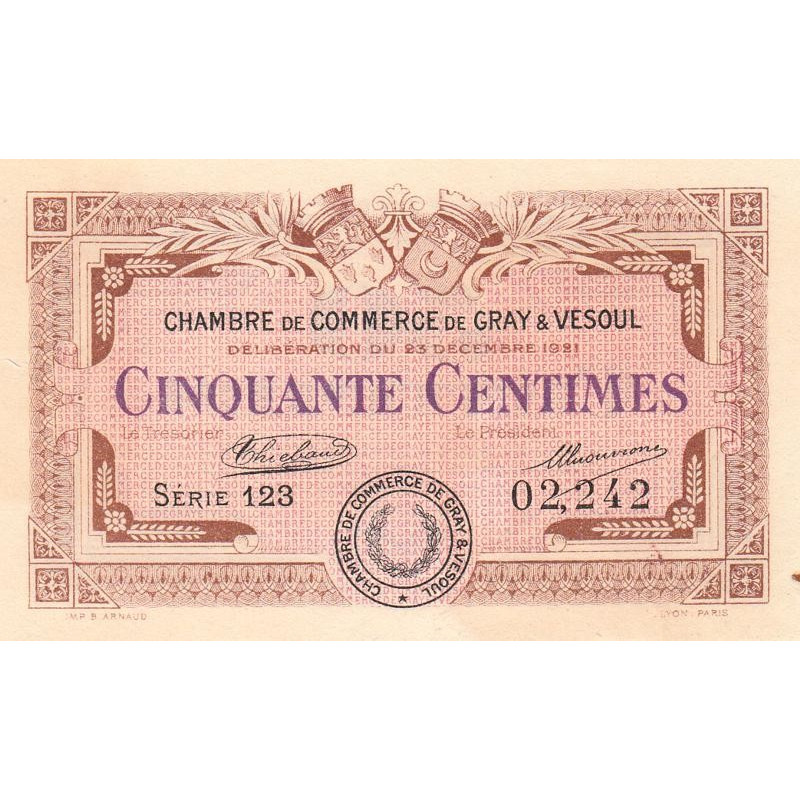 CHAMBRE DE COMMERCE DE GRAY & VESOUL
DELIBERATION DU 23 DECEMBRE 1921
CINQUANTE CENTIMES
Le Trésorier Le Président
Thiebaud
SÉRIE 123 02,242
CHAMBRE DE COMMERCE DE GRAY & VESOUL
IMP. B. ARNAUD LYON. PARIS